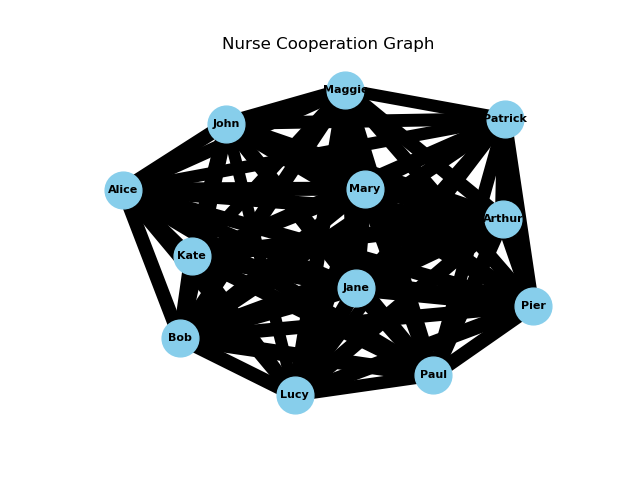 Nurse Cooperation Graph
Maggie
Patrick
John
Mary
Alice
Arthur
Kate
Jane
Pier
Bob
Paul
Lucy